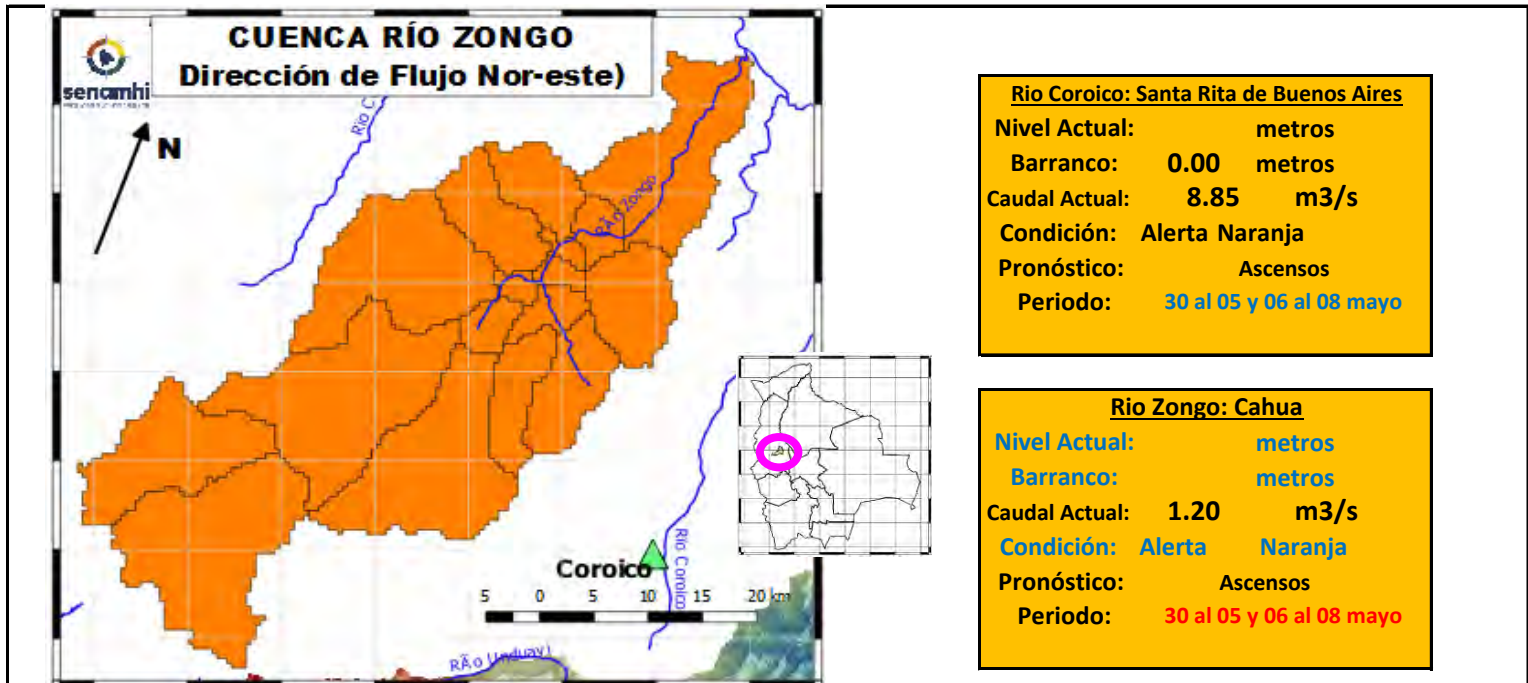 CUENCA RÍO ZONGO
Dirección de Flujo Nor-este)
senamhi
N
Río C
RÃo Zongo
Coroico
Río Coroico
5 0 5 10 15 20 km
RÃo (Unduavi)
Rio Coroico: Santa Rita de Buenos Aires
Nivel Actual: metros
Barranco: 0.00 metros
Caudal Actual: 8.85 m3/s
Condición: Alerta Naranja
Pronóstico: Ascensos
Periodo: 30 al 05 y 06 al 08 mayo
Rio Zongo: Cahua
Nivel Actual: metros
Barranco: metros
Caudal Actual: 1.20 m3/s
Condición: Alerta Naranja
Pronóstico: Ascensos
Periodo: 30 al 05 y 06 al 08 mayo